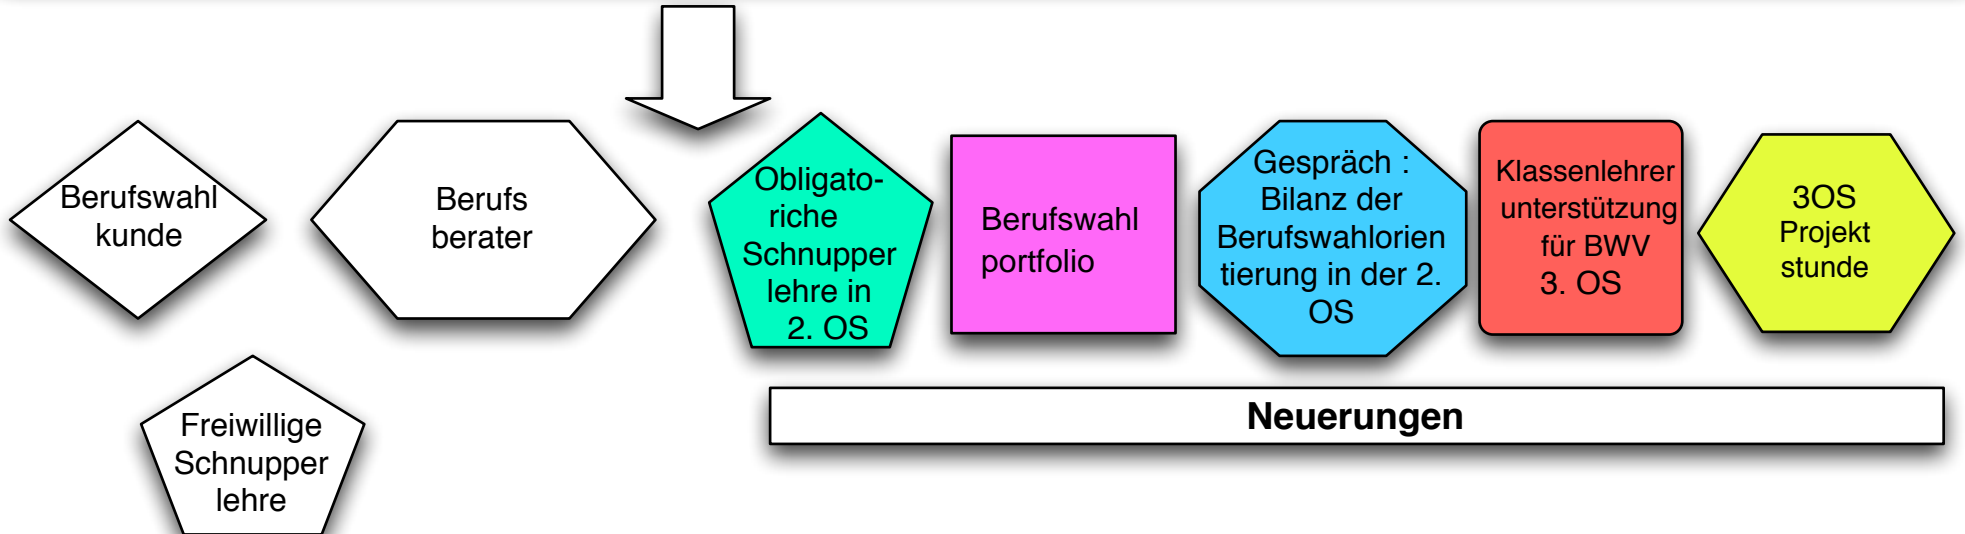 Berufswahl
kunde
Berufs
berater
Obligato-
riche
Schnupper
lehre in
2. OS
Berufswahl
portfolio
Gespräch :
Bilanz der
Berufswahlorien
tierung in der 2.
OS
Klassenlehrer
unterstützung
für BWV
3. OS
3OS
Projekt
stunde
Neuerungen
Freiwillige
Schnupper
lehre